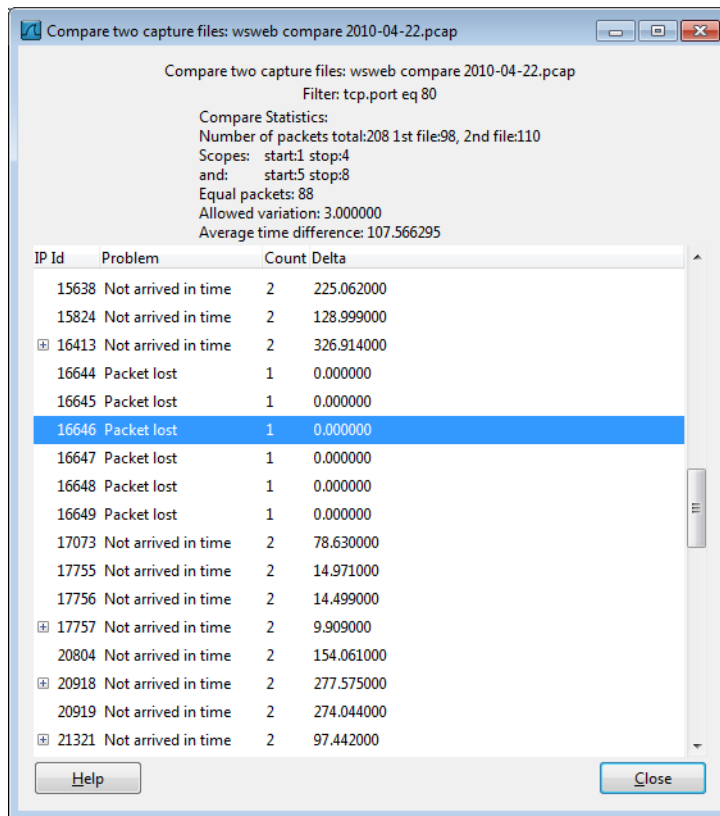 Compare two capture files: wsweb compare 2010-04-22.pcap
Compare two capture files: wsweb compare 2010-04-22.pcap
Filter: tcp.port eq 80
Compare Statistics:
Number of packets total:208 1st file:98, 2nd file:110
Scopes: start:1 stop:4
and: start:5 stop:8
Equal packets: 88
Allowed variation: 3.000000
Average time difference: 107.566295
IP Id Problem Count Delta
15638 Not arrived in time 2 225.062000
15824 Not arrived in time 2 128.999000
16413 Not arrived in time 2 326.914000
16644 Packet lost 1 0.000000
16645 Packet lost 1 0.000000
16646 Packet lost 1 0.000000
16647 Packet lost 1 0.000000
16648 Packet lost 1 0.000000
16649 Packet lost 1 0.000000
17073 Not arrived in time 2 78.630000
17755 Not arrived in time 2 14.971000
17756 Not arrived in time 2 14.499000
17757 Not arrived in time 2 9.909000
20804 Not arrived in time 2 154.061000
20918 Not arrived in time 2 277.575000
20919 Not arrived in time 2 274.044000
21321 Not arrived in time 2 97.442000
Help Close